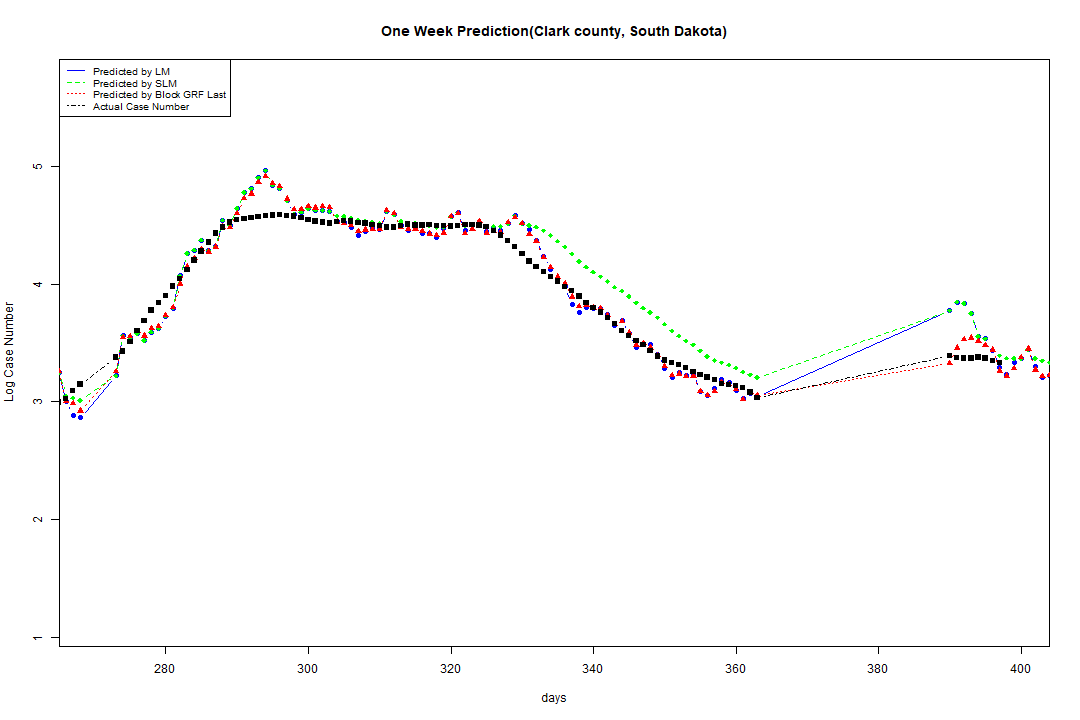 One Week Prediction(Clark county, South Dakota)
Predicted by LM
Predicted by SLM
Predicted by Block GRF Last
Actual Case Number
Log Case Number
5
4
3
2
1
280 300 320 340 360 380 400
days